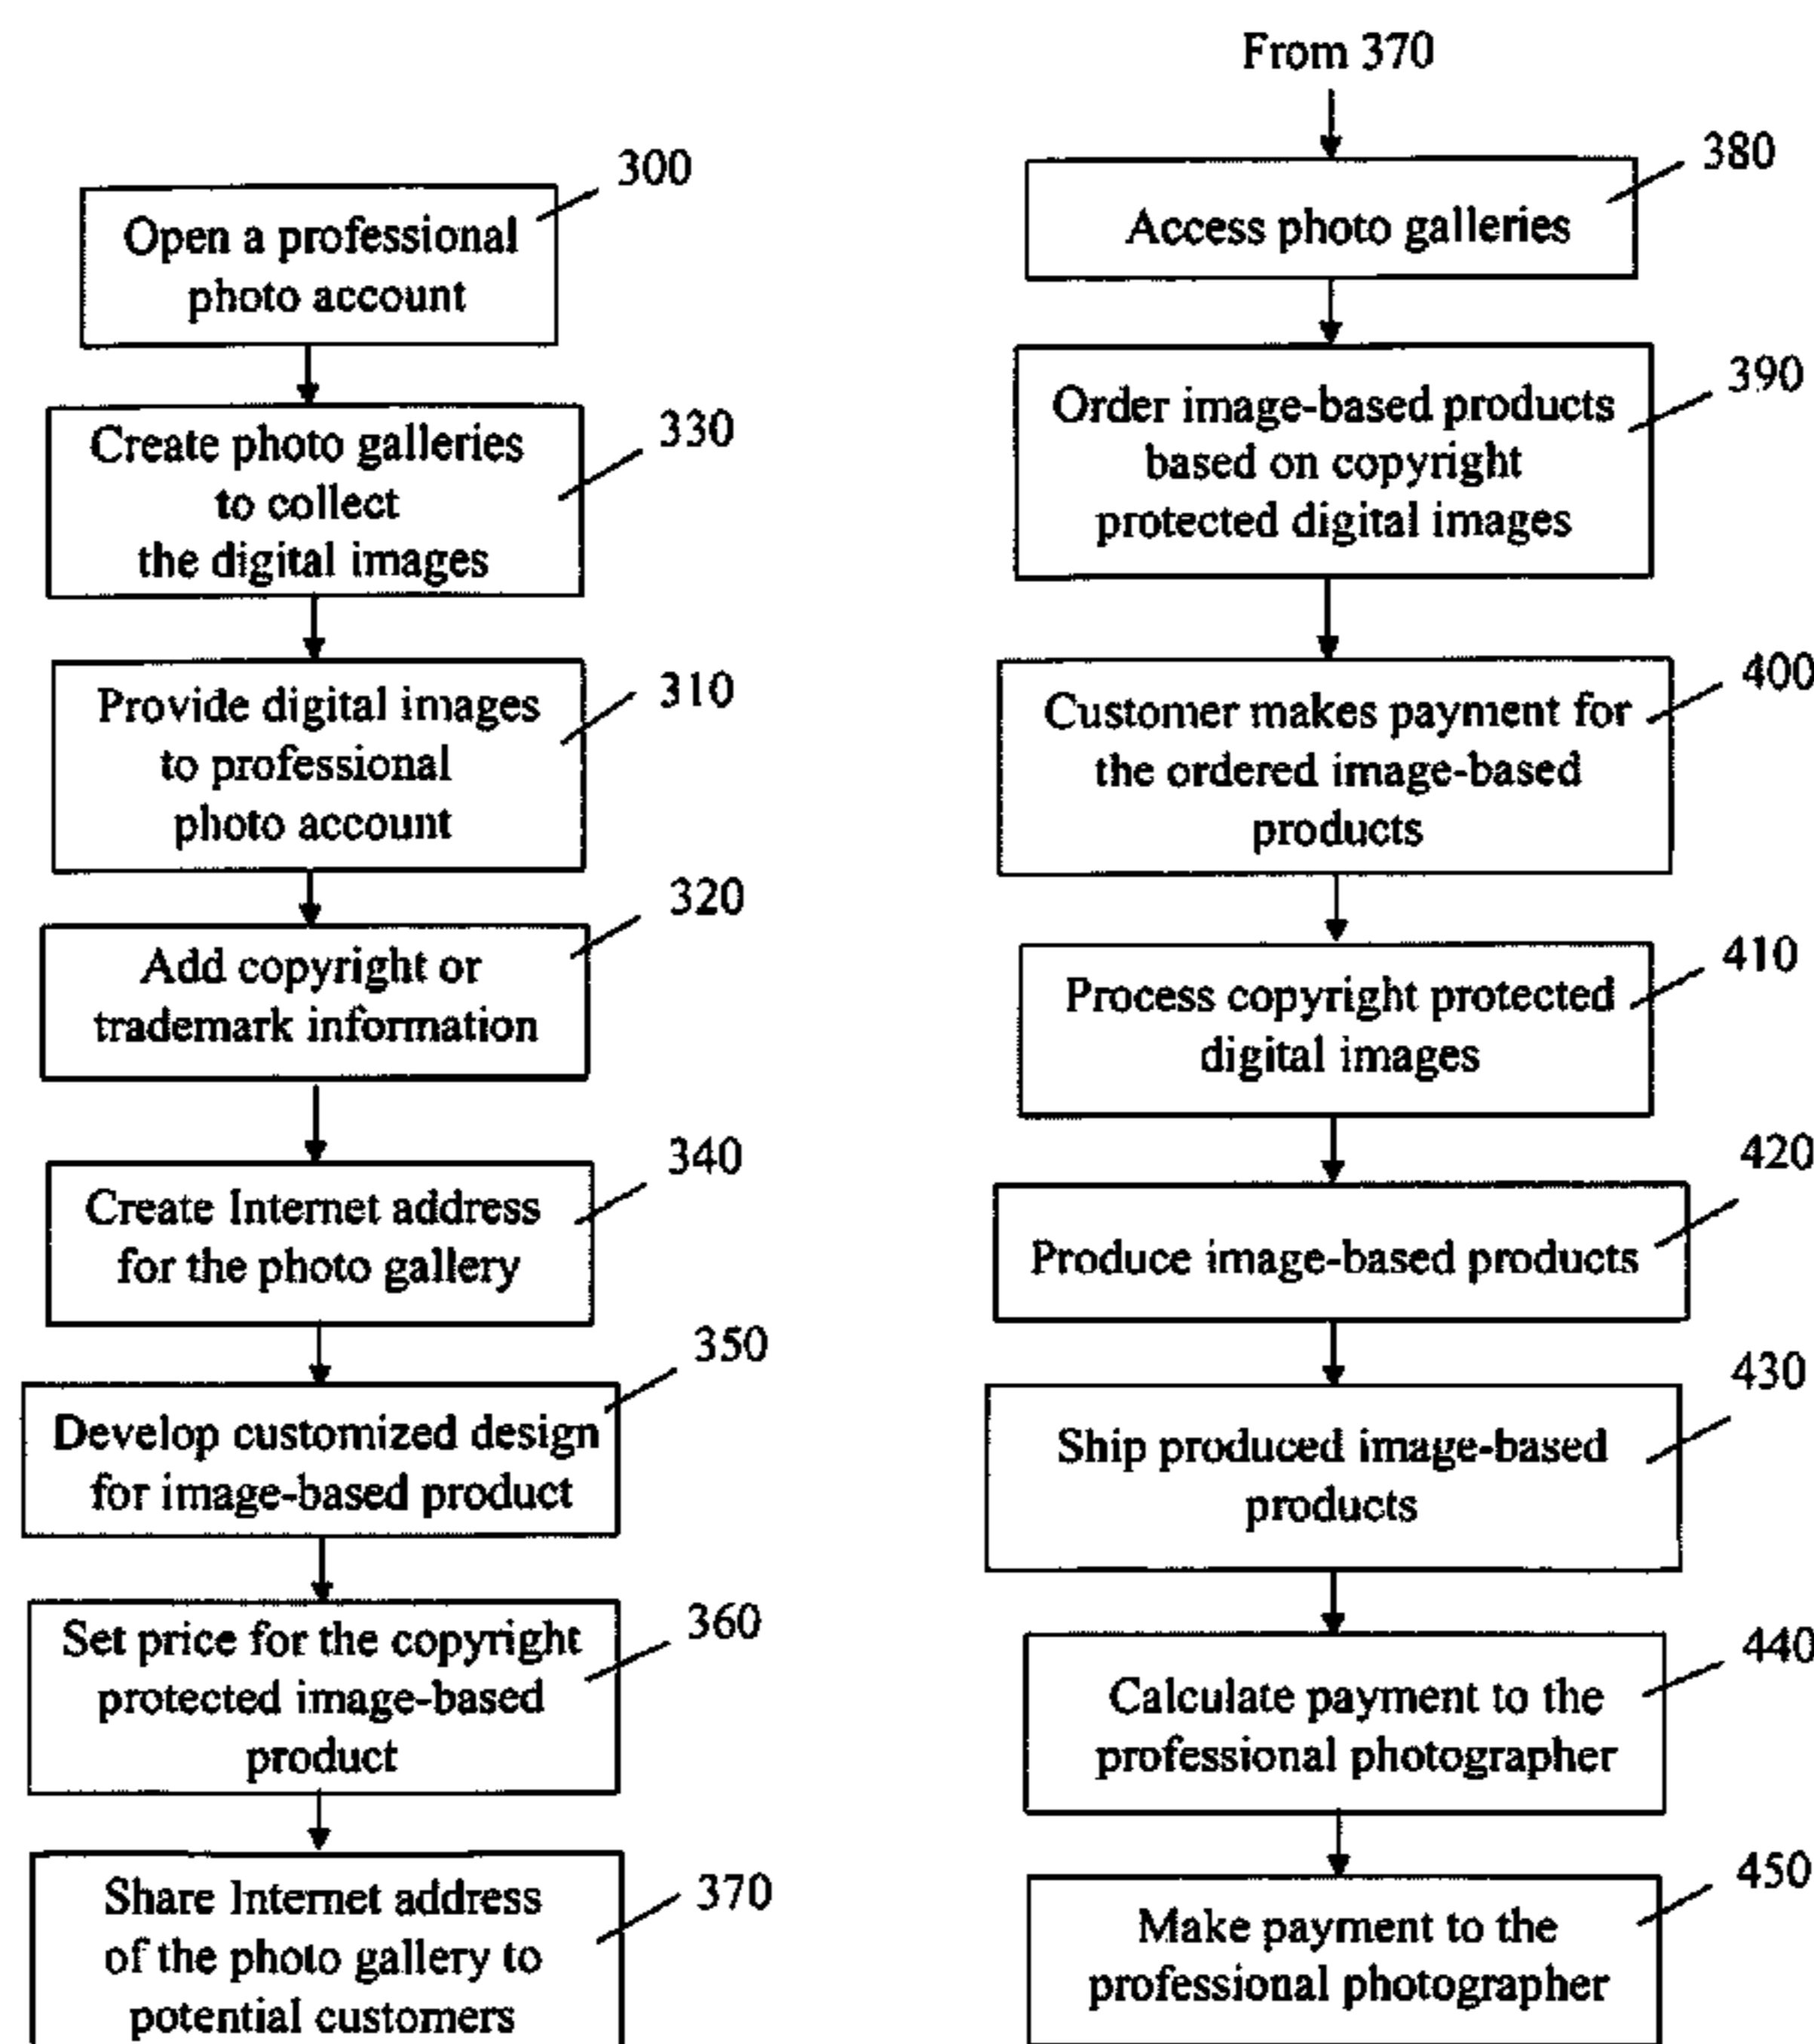 300
Open a professional
photo account
330
Create photo galleries
to collect
the digital images
310
Provide digital images
to professional
photo account
320
Add copyright or
trademark information
340
Create Internet address
for the photo gallery
350
Develop customized design
for image-based product
360
Set price for the copyright
protected image-based
product
370
Share Internet address
of the photo gallery to
potential customers
From 370
380
Access photo galleries
390
Order image-based products
based on copyright
protected digital images
400
Customer makes payment for
the ordered image-based
products
410
Process copyright protected
digital images
420
Produce image-based products
430
Ship produced image-based
products
440
Calculate payment to the
professional photographer
450
Make payment to the
professional photographer